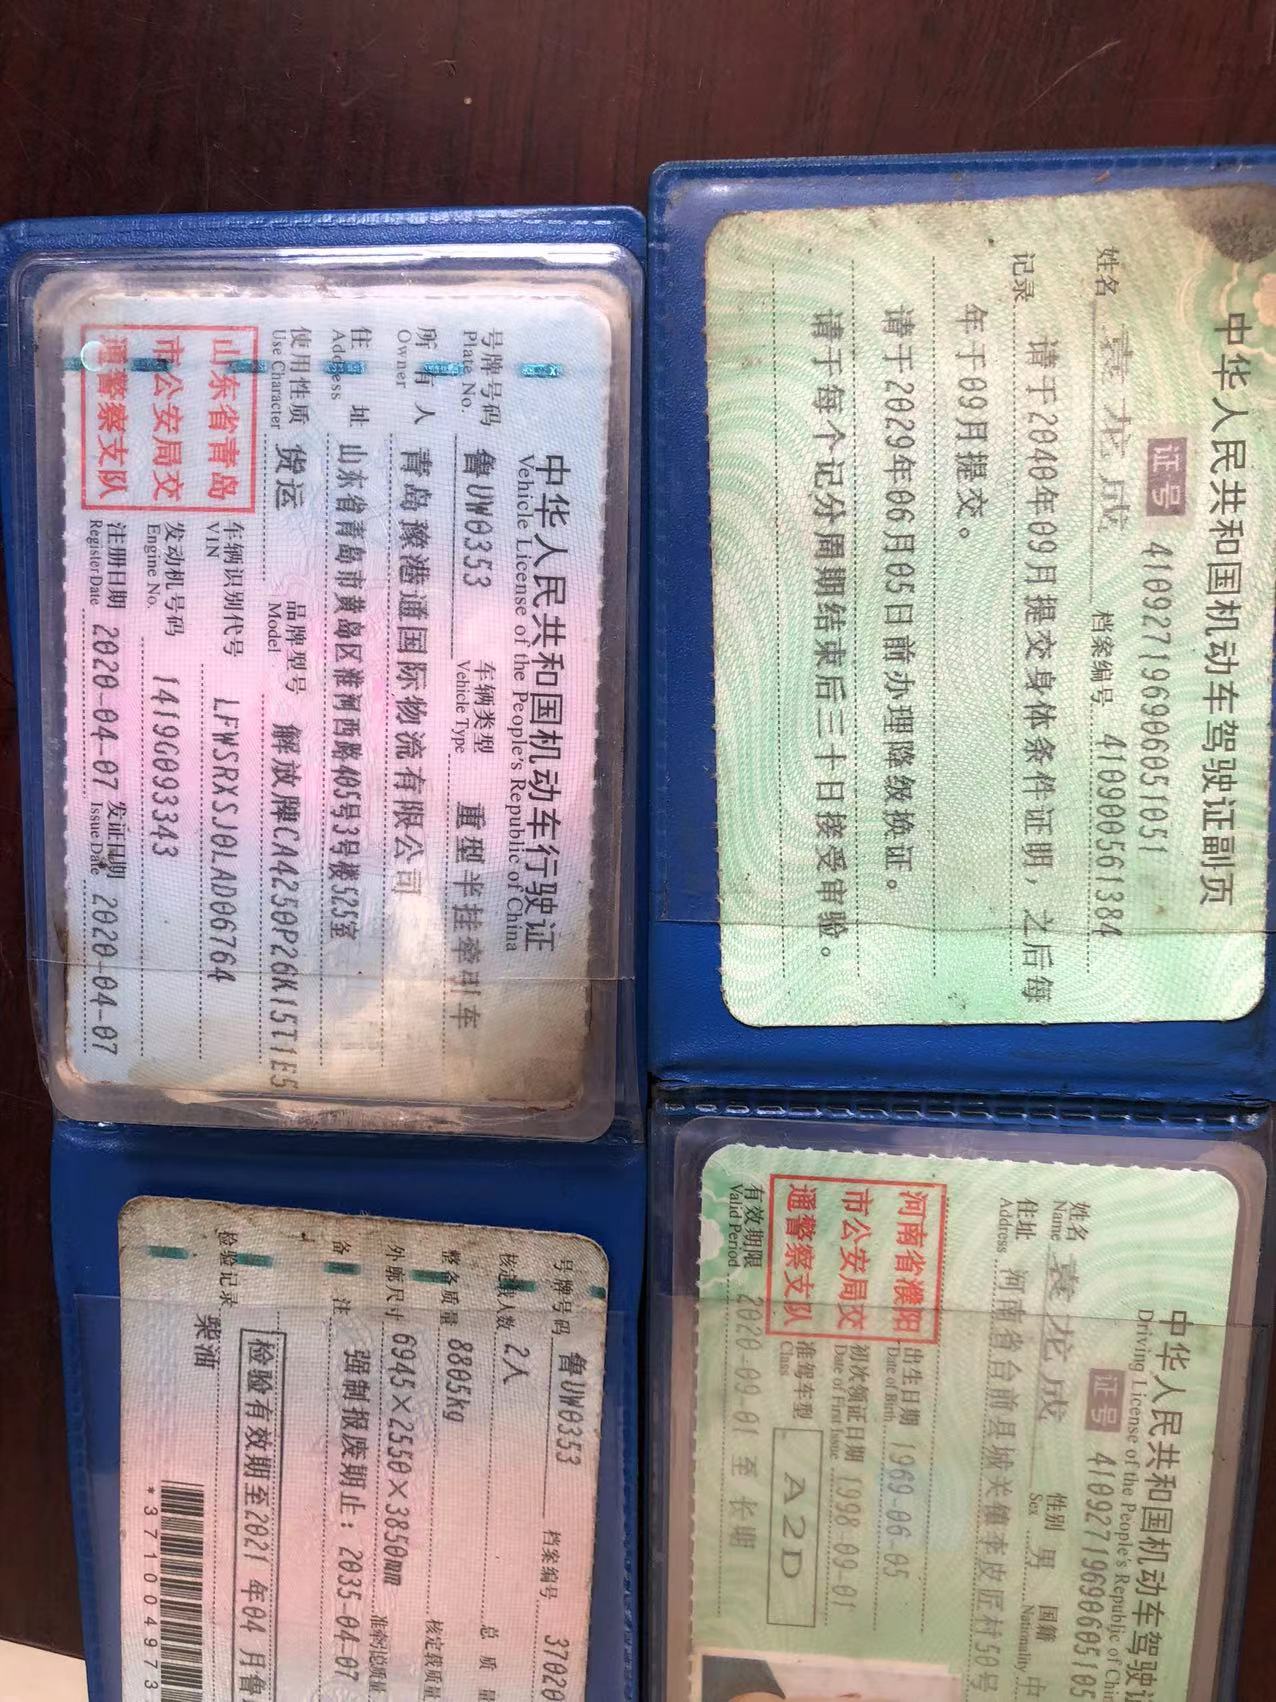 中华人民共和国机动车驾驶证副页
证号 410927196906051051
姓名 袁龙成 档案编号 410900561384
记录 请于2040年09月提交身体条件证明，之后每
年于09月提交。
请于2029年06月05日前办理降级换证。
请于每个记分周期结束后三十日接受审验。
中华人民共和国机动车驾驶证
Driving License of the People's Republic of Chi
证号 41092719690605105
姓名 袁龙成 性别 男 国籍 中
Name Sex Nationality
住址 河南省台前县城关镇李皮匠村50号
Address
河南省濮阳
市公安局交
通警察支队
出生日期 1969-06-05
Date of Birth
初次领证日期 1998-09-01
Date of First Issue
准驾车型 A2D
Class
有效期限 2020-09-01 至 长期
Valid Period
中华人民共和国机动车行驶证
Vehicle License of the People's Republic of China
号牌号码 鲁UW0353 车辆类型 重型半挂牵引车
Plate No. Vehicle Type
所有人 青岛豫港通国际物流有限公司
Owner
住址 山东省青岛市黄岛区淮河西路405号3号楼525室
Address
使用性质 货运 品牌型号 解放牌CA4250P26K15T1E5
Use Character Model
山东省青岛
市公安局交
通警察支队
车辆识别代号 LFWSRXSJ0LAD06764
VIN
发动机号码 1419G093343
Engine No.
注册日期 2020-04-07 发证日期 2020-04-07
Register Date Issue Date
号牌号码 鲁UW0353 档案编号 37020
核定载人数 2人 总质量
整备质量 8805kg 核定载质量
外廓尺寸 6945×2550×3850mm 准牵引总质量
备注 强制报废期止：2035-04-07
检验有效期至2021年04月鲁
检验记录
柴油
*371004973